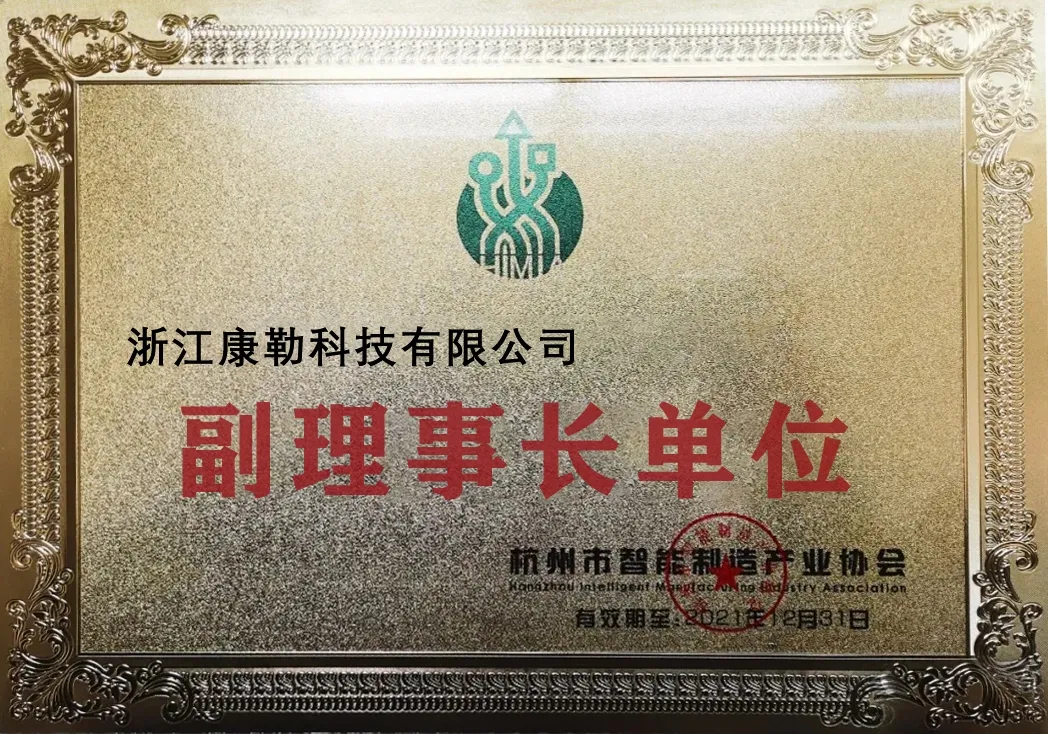 HIMIA
浙江康勒科技有限公司
副理事长单位
杭州市智能制造产业协会
Hangzhou Intelligent Manufacturing Industry Association
有效期至:2021年12月31日